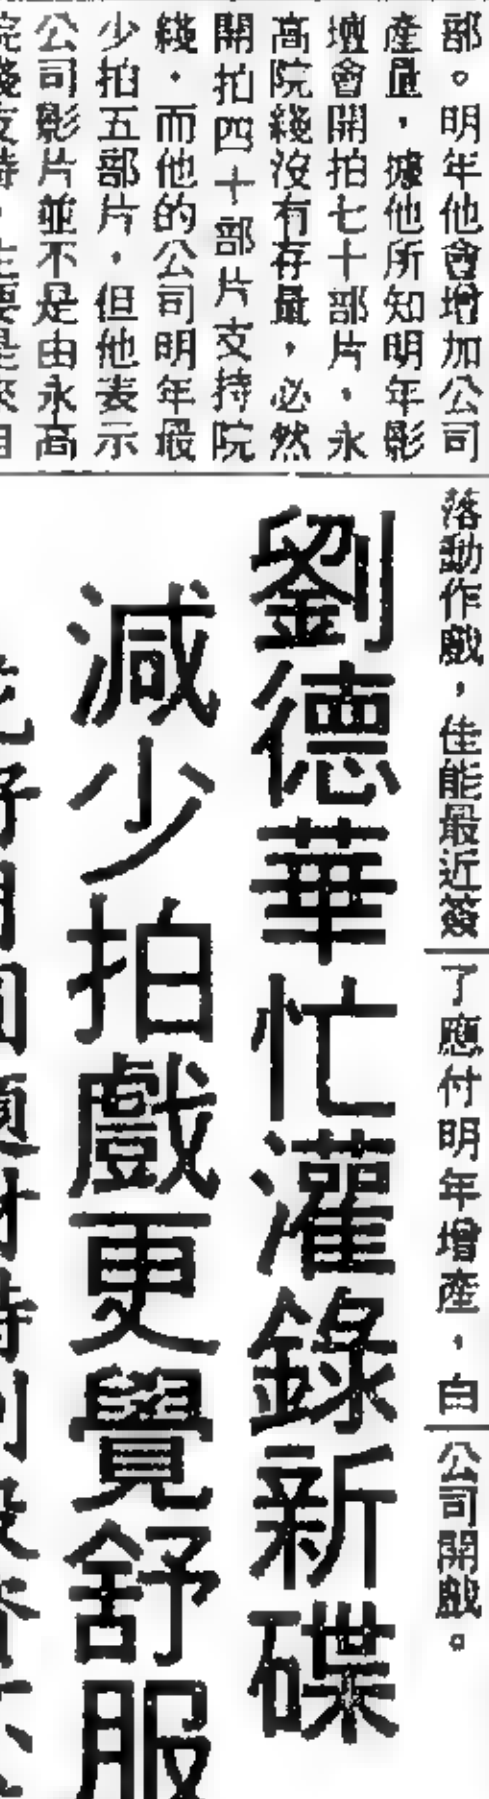 部。明年他會增加公司
產量，據他所知明年影
壇會開拍七十部片，永
高院綫沒有存量，必然
開拍四十部片支持院
綫，而他的公司明年最
少拍五部片，但他表示
公司影片並不是由永高
落動作戲，佳能最近簽
了應付明年增產，白
公司開戲。
劉德華忙灌錄新碟
減少拍戲更覺舒服